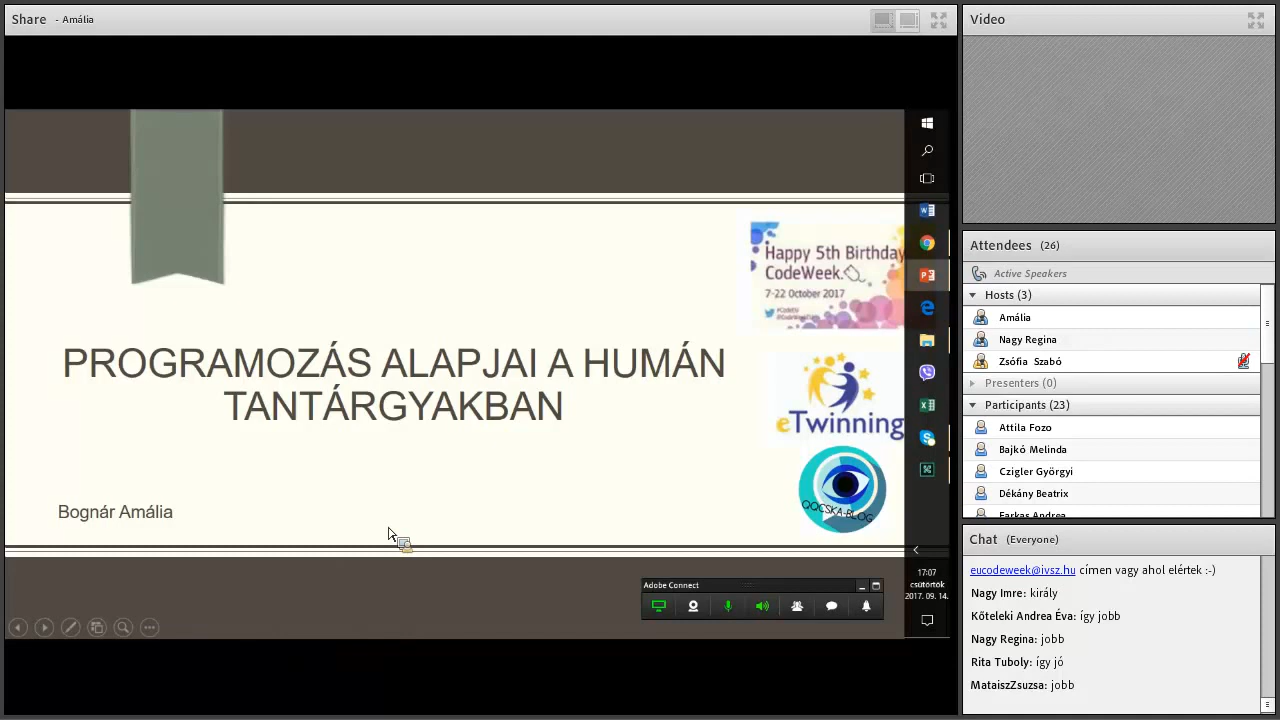 Share - Amália
Video
Happy 5th Birthday
CodeWeek.
7-22 October 2017
PROGRAMOZÁS ALAPJAI A HUMÁN
TANTÁRGYAKBAN
eTwinning
QQCSKA-BLOG
Bognár Amália
Adobe Connect
17:07
csütörtök
2017. 09. 14.
Attendees (26)
Active Speakers
Hosts (3)
Amália
Nagy Regina
Zsófia Szabó
Presenters (0)
Participants (23)
Attila Fozo
Bajkó Melinda
Czigler Györgyi
Dékány Beatrix
Farkas Andrea
Chat (Everyone)
eucodeweek@ivsz.hu címen vagy ahol elértek :-)
Nagy Imre: király
Kőteleki Andrea Éva: így jobb
Nagy Regina: jobb
Rita Tuboly: így jó
MataiszZsuzsa: jobb